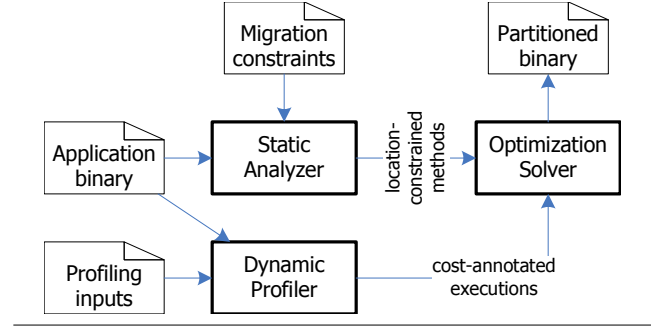 Migration
constraints
Partitioned
binary
Application
binary
Static
Analyzer
location-
constrained
methods
Optimization
Solver
Profiling
inputs
Dynamic
Profiler
cost-annotated
executions